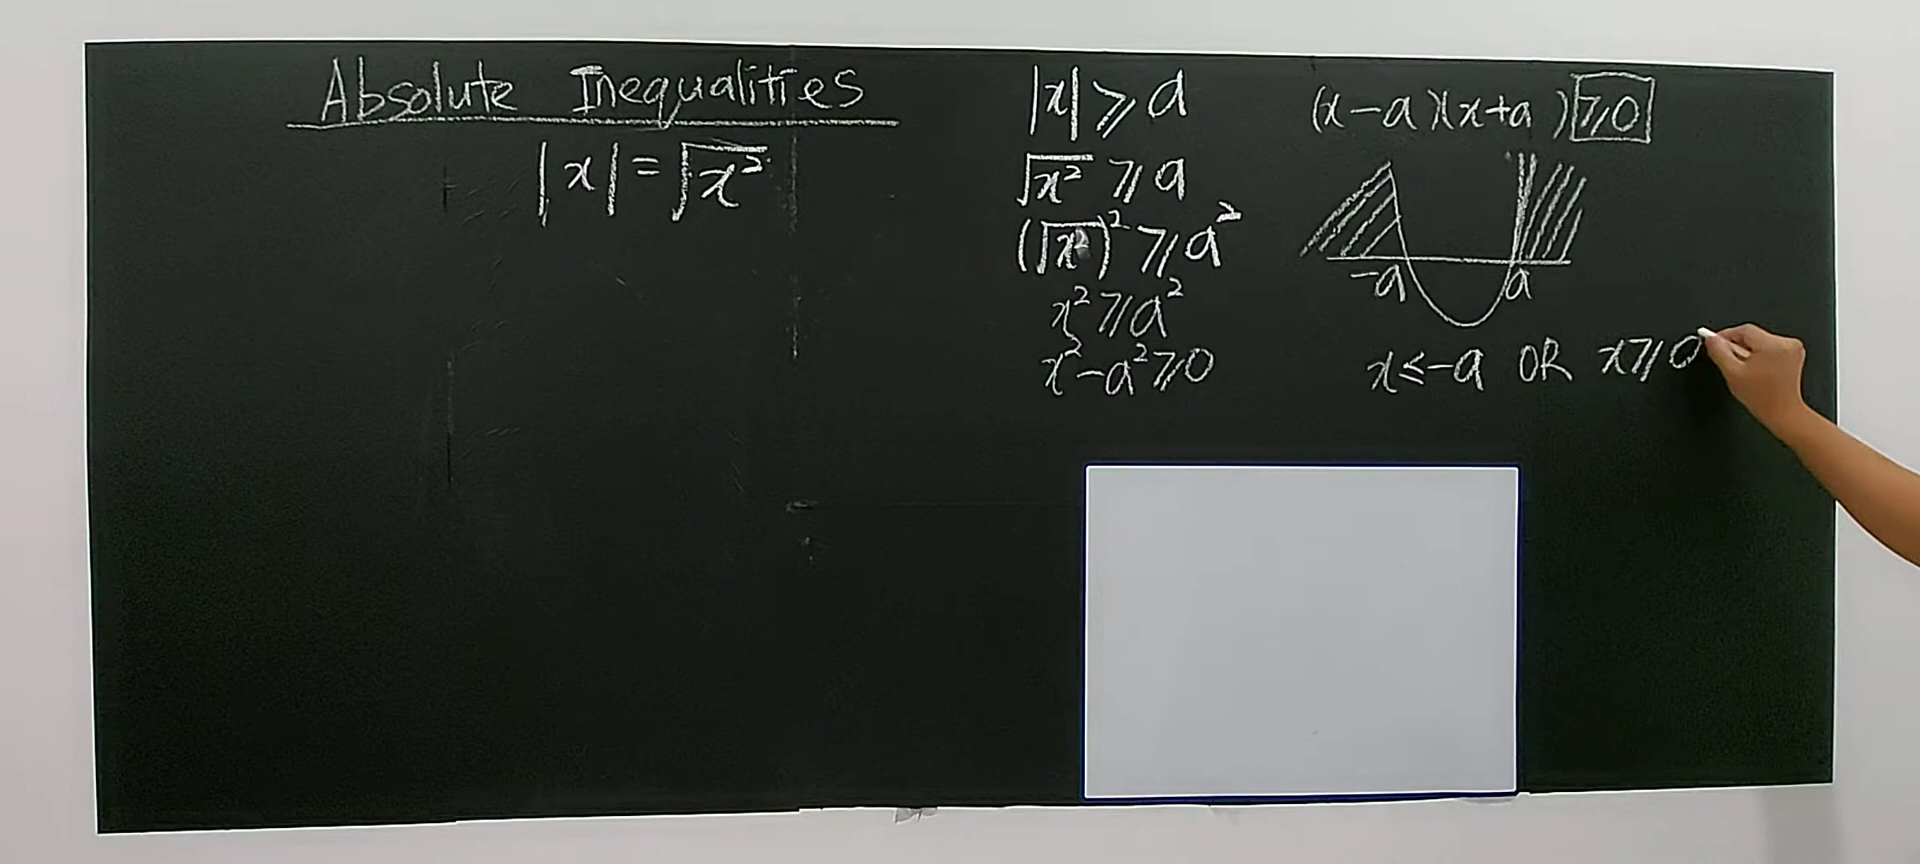 Absolute Inequalities
|x| = √x²
|x| ⩾ a
√x² ⩾ a
(√x²)² ⩾ a²
x² ⩾ a²
x² - a² ⩾ 0
(x - a)(x + a) ⩾ 0
-a a
x ≤ -a OR x ⩾